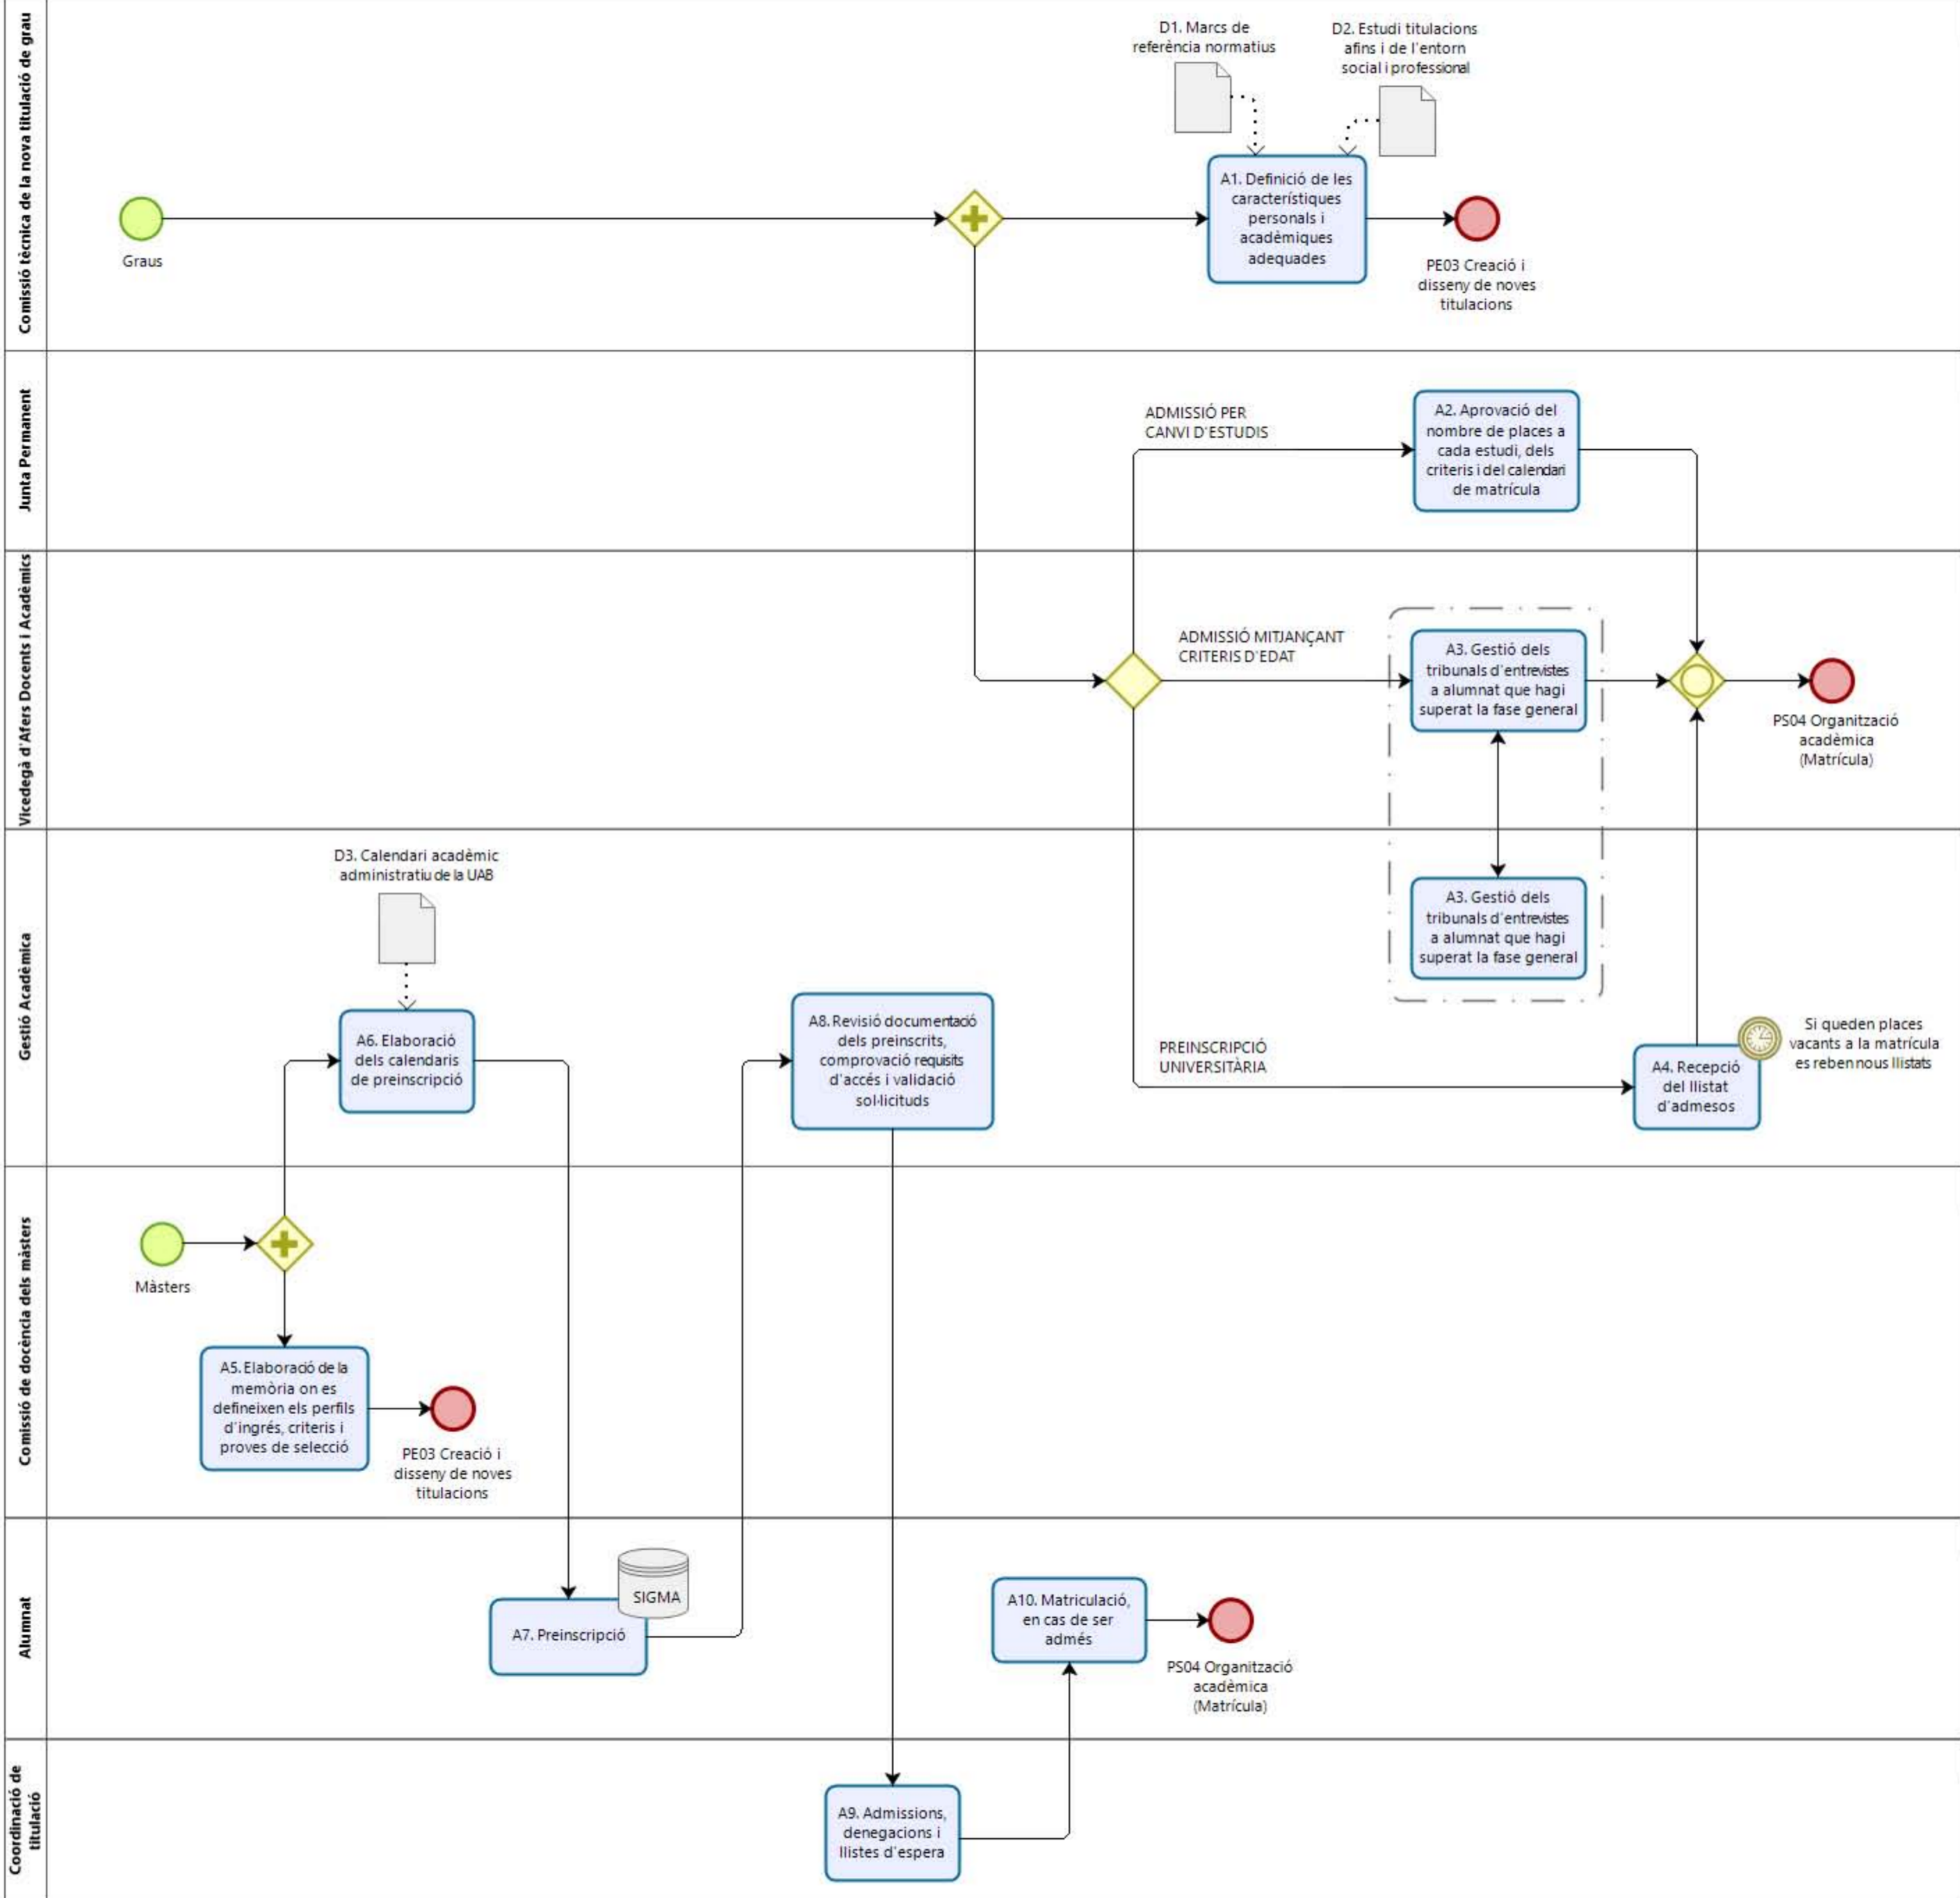 Comissió tècnica de la nova titulació de grau
D1. Marcs de
referència normatius
D2. Estudi titulacions
afins i de l'entorn
social i professional
Graus
A1. Definició de les
característiques
personals i
acadèmiques
adequades
PE03 Creació i
disseny de noves
titulacions
Junta Permanent
ADMISSIÓ PER
CANVI D'ESTUDIS
A2. Aprovació del
nombre de places a
cada estudi, dels
criteris i del calendari
de matrícula
Vicedegà d'Afers Docents i Acadèmics
ADMISSIÓ MITJANÇANT
CRITERIS D'EDAT
A3. Gestió dels
tribunals d'entrevistes
a alumnat que hagi
superat la fase general
PS04 Organització
acadèmica
(Matrícula)
Gestió Acadèmica
D3. Calendari acadèmic
administratiu de la UAB
A6. Elaboració
dels calendaris
de preinscripció
A8. Revisió documentació
dels preinscrits,
comprovació requisits
d'accés i validació
sol·licituds
A3. Gestió dels
tribunals d'entrevistes
a alumnat que hagi
superat la fase general
PREINSCRIPCIÓ
UNIVERSITÀRIA
A4. Recepció
del llistat
d'admesos
Si queden places
vacants a la matrícula
es reben nous llistats
Comissió de docència dels màsters
Màsters
A5. Elaboració de la
memòria on es
defineixen els perfils
d'ingrés, criteris i
proves de selecció
PE03 Creació i
disseny de noves
titulacions
Alumnat
SIGMA
A7. Preinscripció
A10. Matriculació,
en cas de ser
admés
PS04 Organització
acadèmica
(Matrícula)
Coordinació de
titulació
A9. Admissions,
denegacions i
llistes d'espera